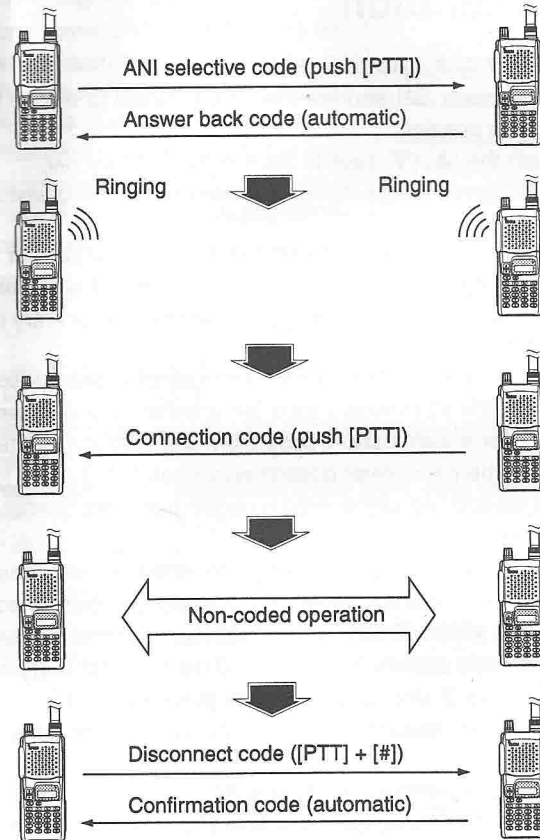 ANI selective code (push [PTT])
Answer back code (automatic)
Ringing
Ringing
Connection code (push [PTT])
Non-coded operation
Disconnect code ([PTT] + [#])
Confirmation code (automatic)